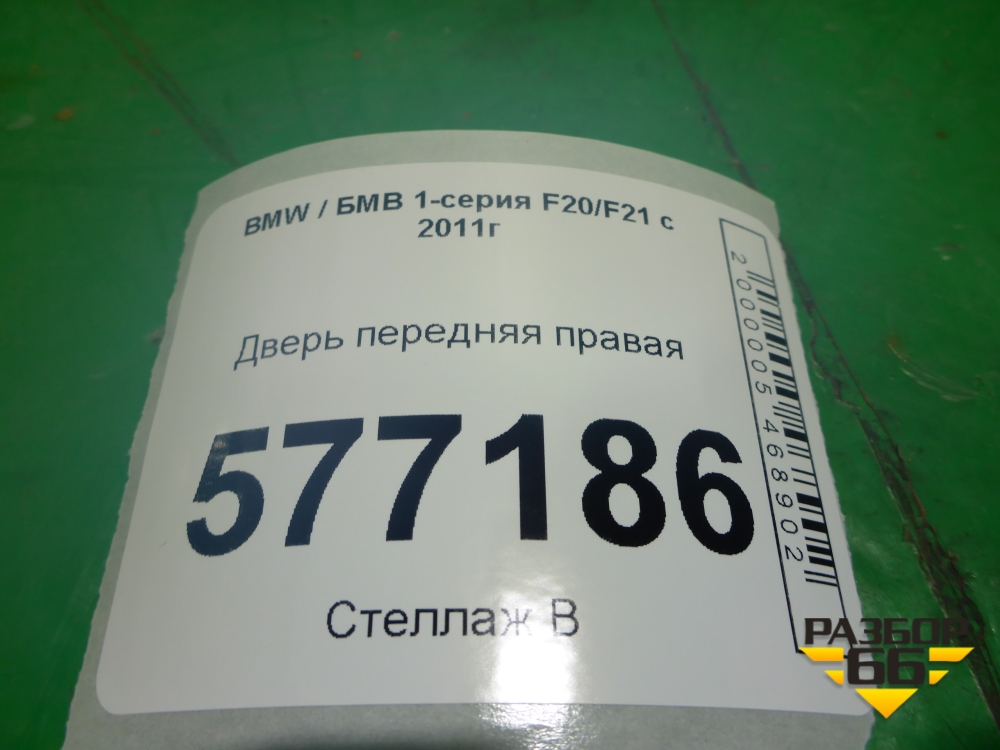 BMW / БМВ 1-серия F20/F21 с
2011г
Дверь передняя правая
577186
Стеллаж В
2000005468902
РАЗБОР
66